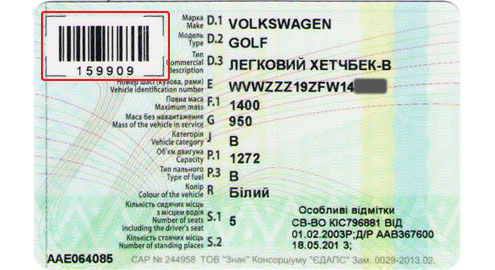 159909
Марка
Make D.1 VOLKSWAGEN
Модель
Type D.2 GOLF
Тип
Commercial
description D.3 ЛЕГКОВИЙ ХЕТЧБЕК-B
Номер шасі (кузова, рами)
Vehicle identification number E WVWZZZ19ZFW14
Повна маса
Maximum mass F.1 1400
Маса без навантаження
Mass of the vehicle in service G 950
Категорія
Vehicle category J B
Об'єм двигуна
Capacity P.1 1272
Тип пального
Type of fuel P.3 B
Колір
Colour of the vehicle R Білий
Кількість сидячих місць
з місцем водія
Number of seats
including the driver's seat S.1 5
Кількість стоячих місць
Number of standing places S.2
Особливі відмітки
СВ-ВО КІС796881 ВІД
01.02.2003Р;Д/Р ААВ367600
18.05.201 3;
AAE064085
САР № 244958 ТОВ "Знак" Консорціуму "ЄДАПС" Зам. 0029-2013.02.